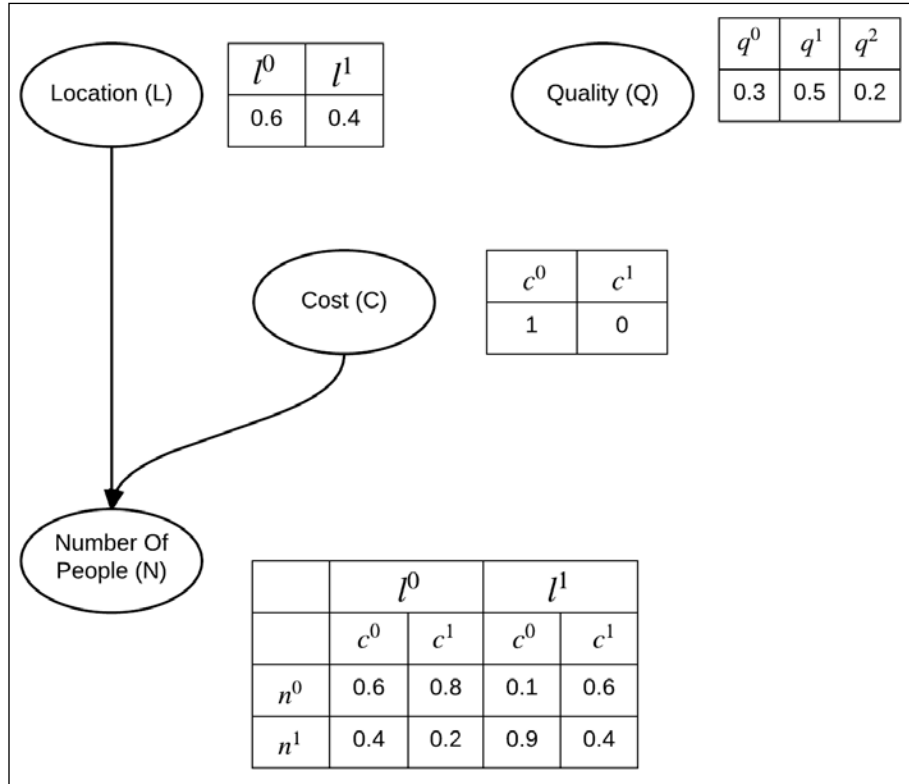 Location (L)
l⁰ l¹
0.6 0.4
Quality (Q)
q⁰ q¹ q²
0.3 0.5 0.2
Cost (C)
c⁰ c¹
1 0
Number Of
People (N)
l⁰ l¹
c⁰ c¹ c⁰ c¹
n⁰ 0.6 0.8 0.1 0.6
n¹ 0.4 0.2 0.9 0.4